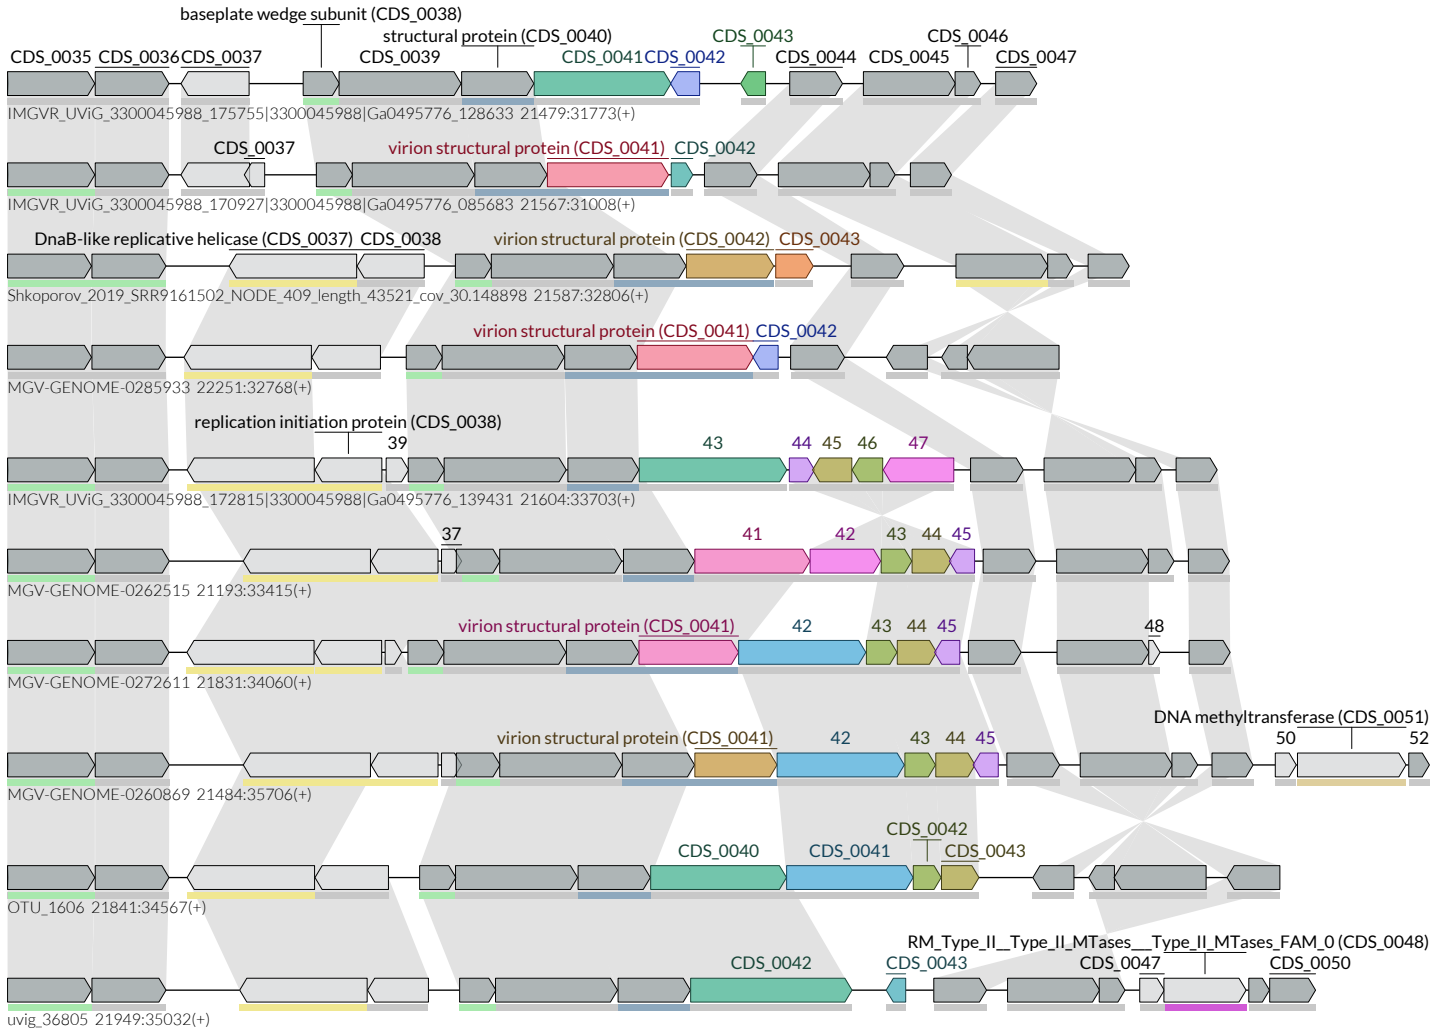 baseplate wedge subunit (CDS_0038)
structural protein (CDS_0040) CDS_0043 CDS_0046
CDS_0035 CDS_0036 CDS_0037 CDS_0039 CDS_0041 CDS_0042 CDS_0044 CDS_0045 CDS_0047
IMGVR_UViG_3300045988_175755|3300045988|Ga0495776_128633 21479:31773(+)
CDS_0037 virion structural protein (CDS_0041) CDS_0042
IMGVR_UViG_3300045988_170927|3300045988|Ga0495776_085683 21567:31008(+)
DnaB-like replicative helicase (CDS_0037) CDS_0038 virion structural protein (CDS_0042) CDS_0043
Shkoporov_2019_SRR9161502_NODE_409_length_43521_cov_30.148898 21587:32806(+)
virion structural protein (CDS_0041) CDS_0042
MGV-GENOME-0285933 22251:32768(+)
replication initiation protein (CDS_0038)
39 43 44 45 46 47
IMGVR_UViG_3300045988_172815|3300045988|Ga0495776_139431 21604:33703(+)
37 41 42 43 44 45
MGV-GENOME-0262515 21193:33415(+)
virion structural protein (CDS_0041) 42 43 44 45 48
MGV-GENOME-0272611 21831:34060(+)
DNA methyltransferase (CDS_0051)
virion structural protein (CDS_0041) 42 43 44 45 50 52
MGV-GENOME-0260869 21484:35706(+)
CDS_0042
CDS_0040 CDS_0041 CDS_0043
OTU_1606 21841:34567(+)
RM_Type_II__Type_II_MTases___Type_II_MTases_FAM_0 (CDS_0048)
CDS_0042 CDS_0043 CDS_0047 CDS_0050
uvig_36805 21949:35032(+)